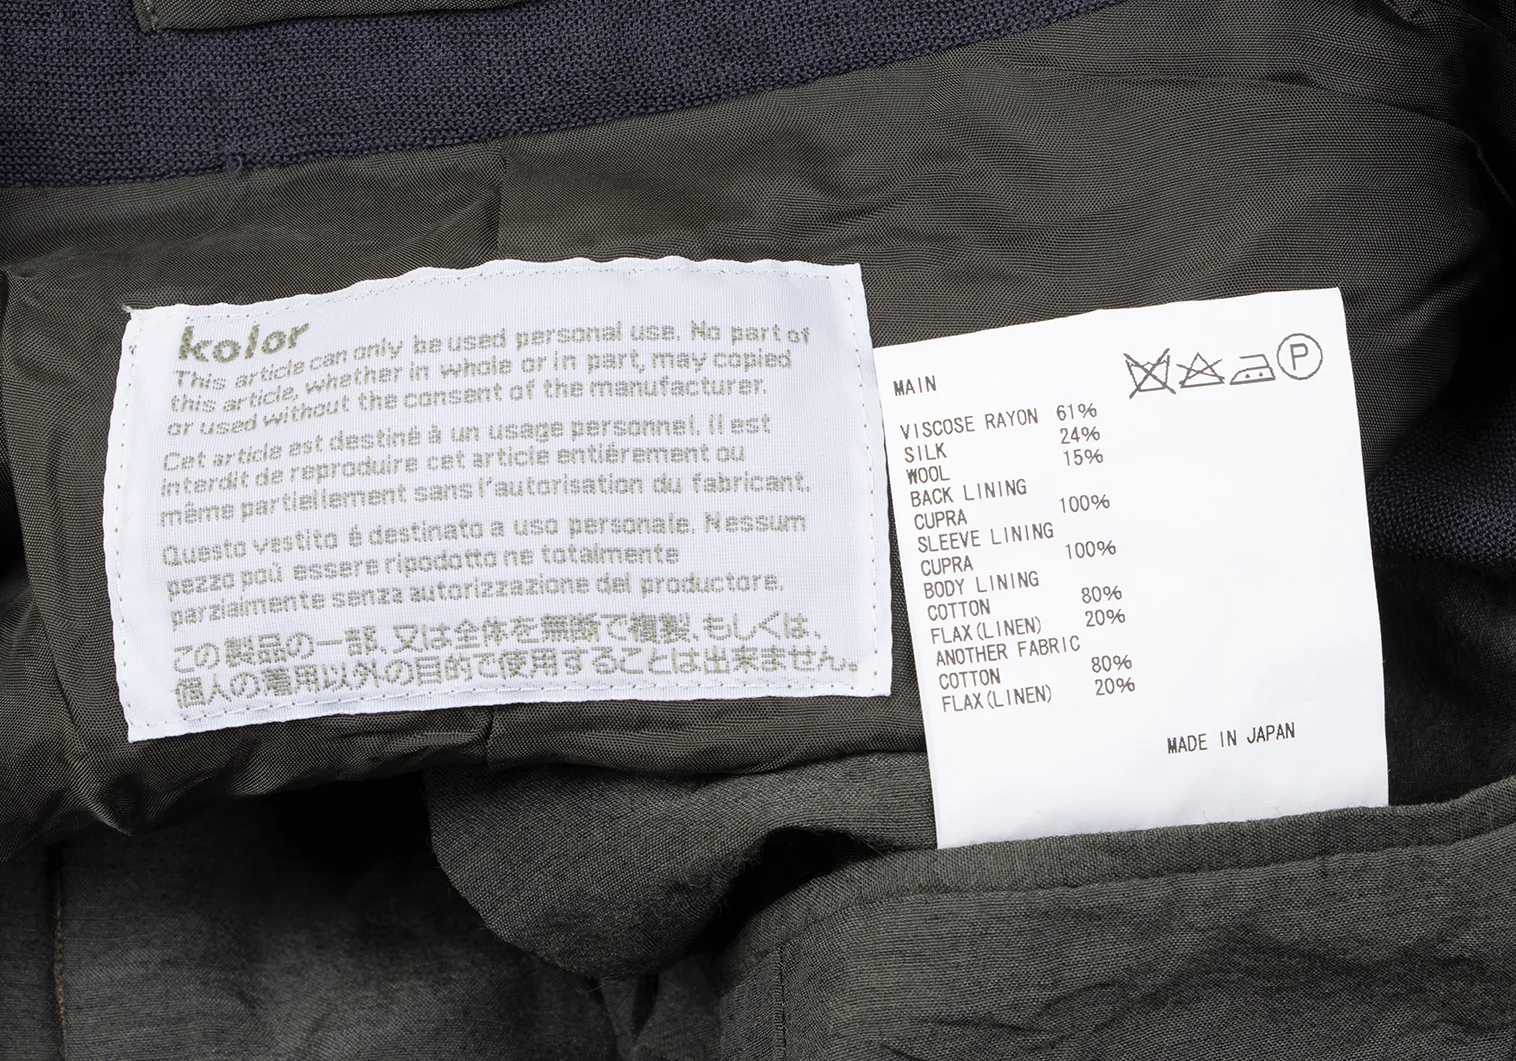 kolor
This article can only be used personal use. No part of
this article, whether in whole or in part, may copied
or used without the consent of the manufacturer.
Cet article est destiné à un usage personnel. Il est
interdit de reproduire cet article entiérement ou
même partiellement sans l'autorisation du fabricant.
Questo vestito é destinato a uso personale. Nessum
pezzo poù essere ripodotto ne totalmente
parzialmente senza autorizzazione del productore.
この製品の一部、又は全体を無断で複製、もしくは、
個人の着用以外の目的で使用することは出来ません。
MAIN
P
VISCOSE RAYON 61%
SILK 24%
WOOL 15%
BACK LINING
CUPRA 100%
SLEEVE LINING
CUPRA 100%
BODY LINING
COTTON 80%
FLAX(LINEN) 20%
ANOTHER FABRIC
COTTON 80%
FLAX(LINEN) 20%
MADE IN JAPAN